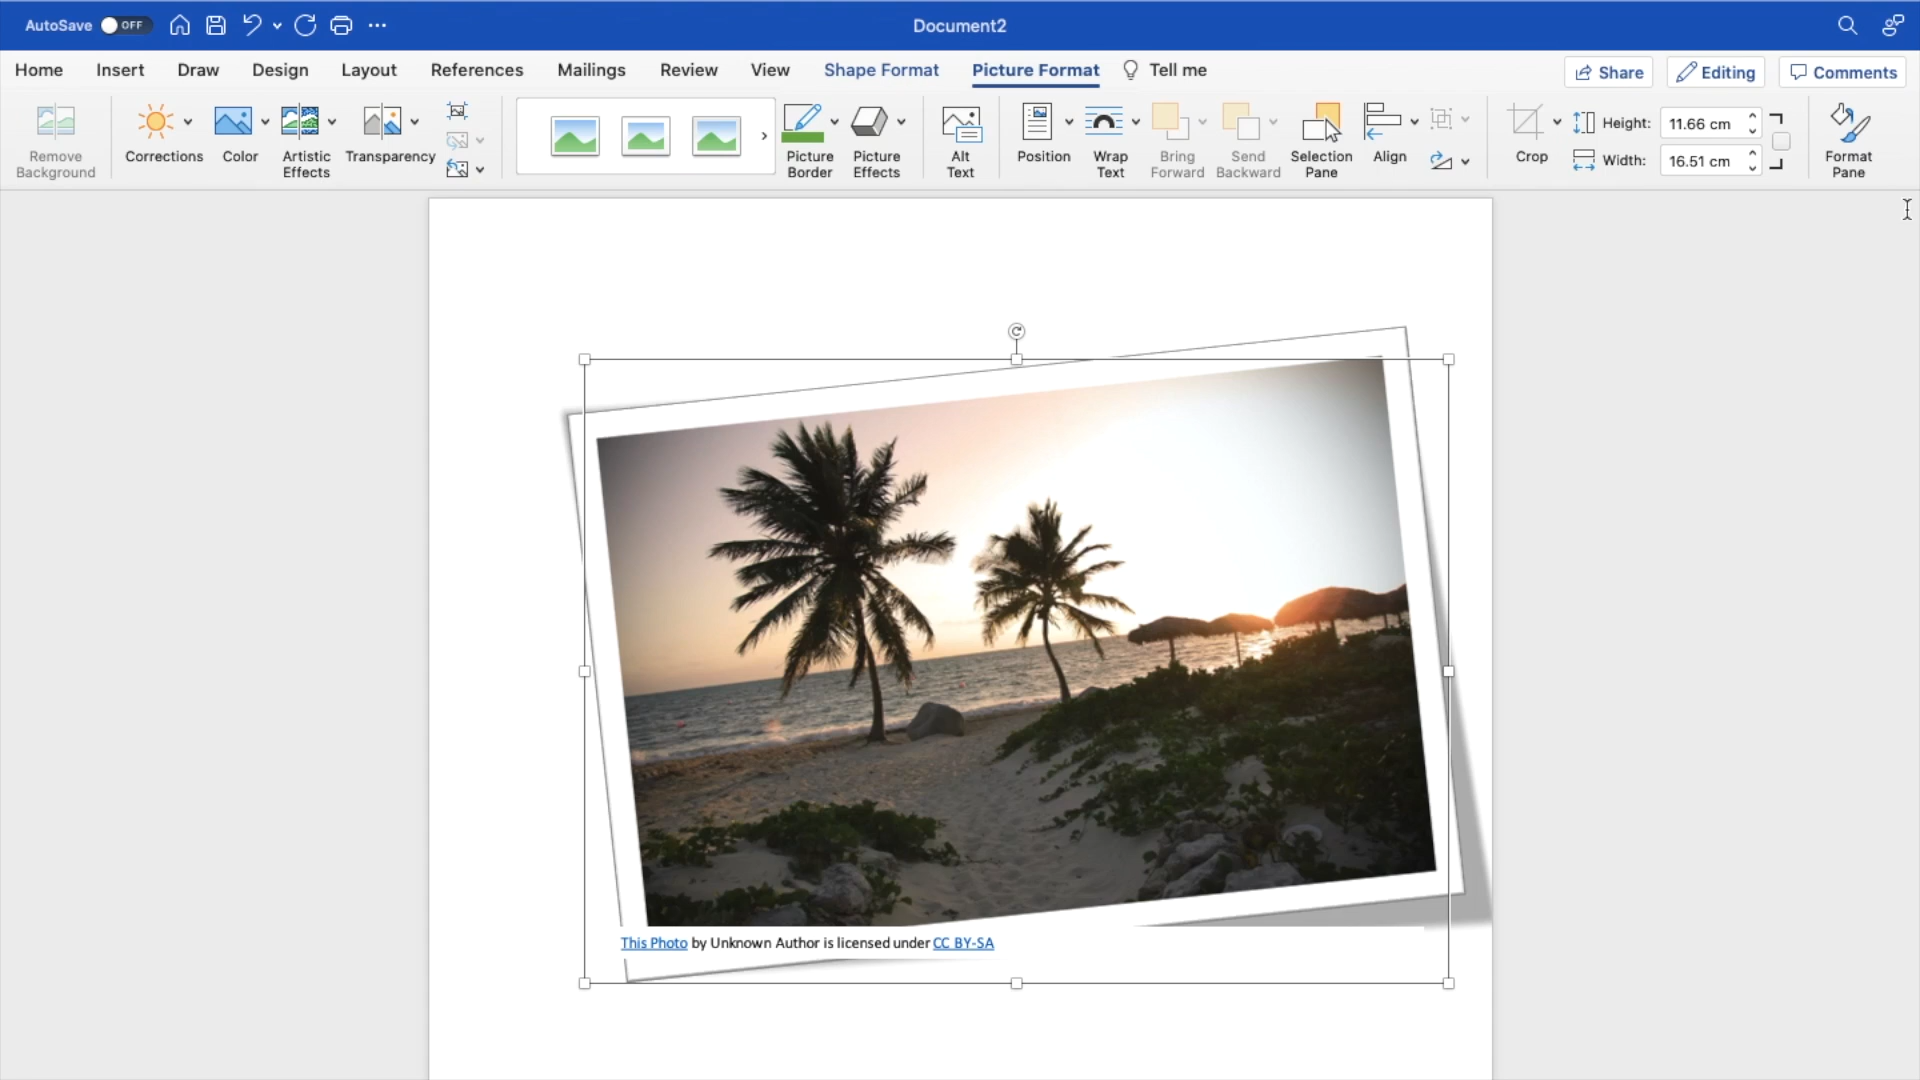 AutoSave OFF Document2
Home Insert Draw Design Layout References Mailings Review View Shape Format Picture Format Tell me Share Editing Comments
Remove Background Corrections Color Artistic Effects Transparency Picture Border Picture Effects Alt Text Position Wrap Text Bring Forward Send Backward Selection Pane Align Crop Height: 11.66 cm Width: 16.51 cm Format Pane
This Photo by Unknown Author is licensed under CC BY-SA